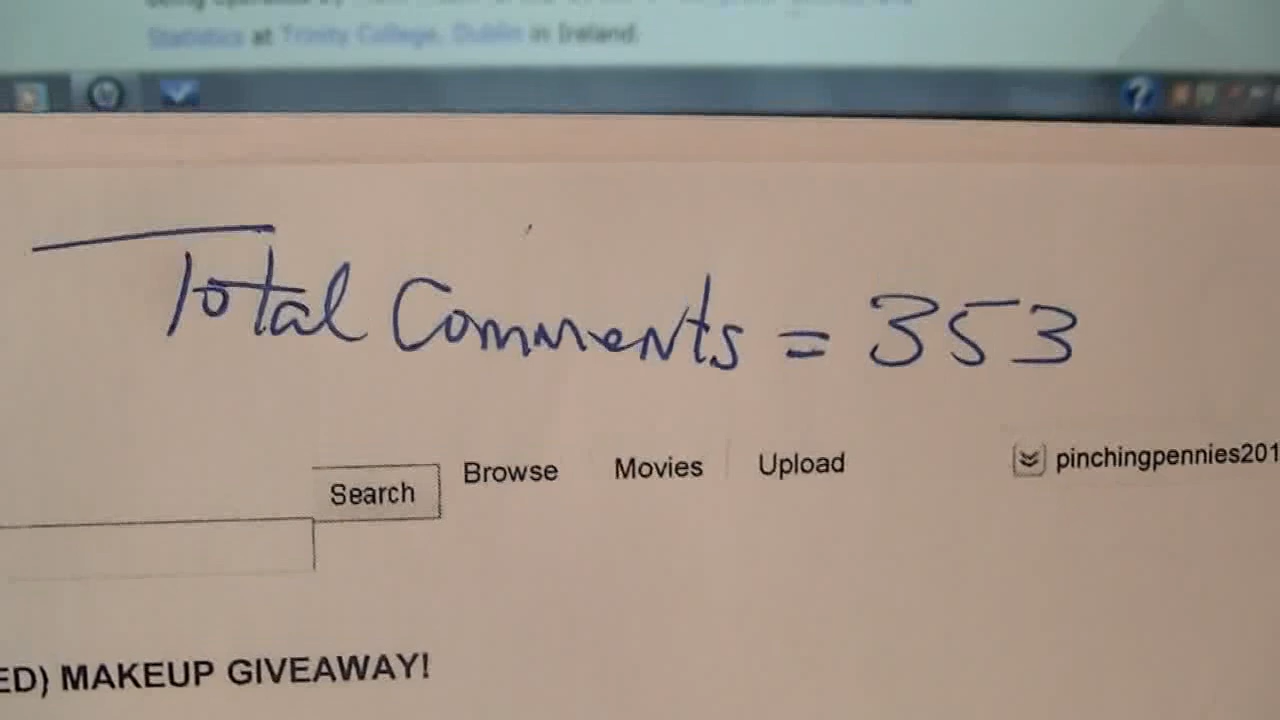 Statistics at Trinity College, Dublin in Ireland.
Total Comments = 353
Search Browse Movies Upload pinchingpennies201
ED) MAKEUP GIVEAWAY!